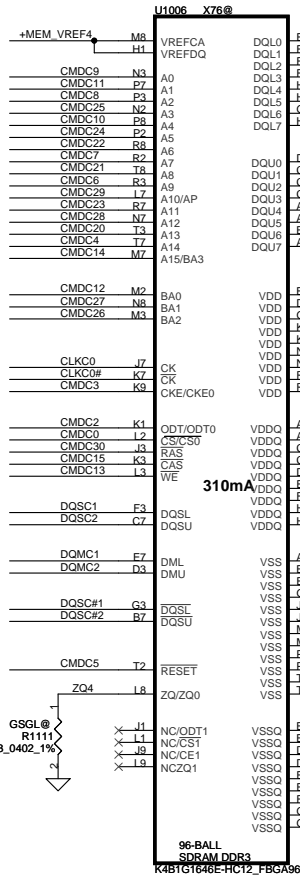 U1006 X76@
+MEM_VREF4 M8 VREFCA DQL0
H1 VREFDQ DQL1
DQL2
CMDC9 N3 A0 DQL3
CMDC11 P7 A1 DQL4
CMDC8 P3 A2 DQL5
CMDC25 N2 A3 DQL6
CMDC10 P8 A4 DQL7
CMDC24 P2 A5
CMDC22 R8 A6
CMDC7 R2 A7 DQU0
CMDC21 T8 A8 DQU1
CMDC6 R3 A9 DQU2
CMDC29 L7 A10/AP DQU3
CMDC23 R7 A11 DQU4
CMDC28 N7 A12 DQU5
CMDC20 T3 A13 DQU6
CMDC4 T7 A14 DQU7
CMDC14 M7 A15/BA3
CMDC12 M2 BA0 VDD
CMDC27 N8 BA1 VDD
CMDC26 M3 BA2 VDD
VDD
VDD
VDD
CLKC0 J7 CK VDD
CLKC0# K7 CK VDD
CMDC3 K9 CKE/CKE0 VDD
CMDC2 K1 ODT/ODT0 VDDQ
CMDC0 L2 CS/CS0 VDDQ
CMDC30 J3 RAS VDDQ
CMDC15 K3 CAS VDDQ
CMDC13 L3 WE VDDQ
310mA VDDQ
VDDQ
DQSC1 F3 DQSL VDDQ
DQSC2 C7 DQSU VDDQ
DQMC1 E7 DML VSS
DQMC2 D3 DMU VSS
VSS
VSS
DQSC#1 G3 DQSL VSS
DQSC#2 B7 DQSU VSS
VSS
VSS
VSS
CMDC5 T2 RESET VSS
VSS
ZQ4 L8 ZQ/ZQ0 VSS
1
GSGL@
R1111
_0402_1%
2
J1 NC/ODT1 VSSQ
L1 NC/CS1 VSSQ
J9 NC/CE1 VSSQ
L9 NCZQ1 VSSQ
VSSQ
VSSQ
VSSQ
VSSQ
VSSQ
96-BALL
SDRAM DDR3
K4B1G1646E-HC12_FBGA96